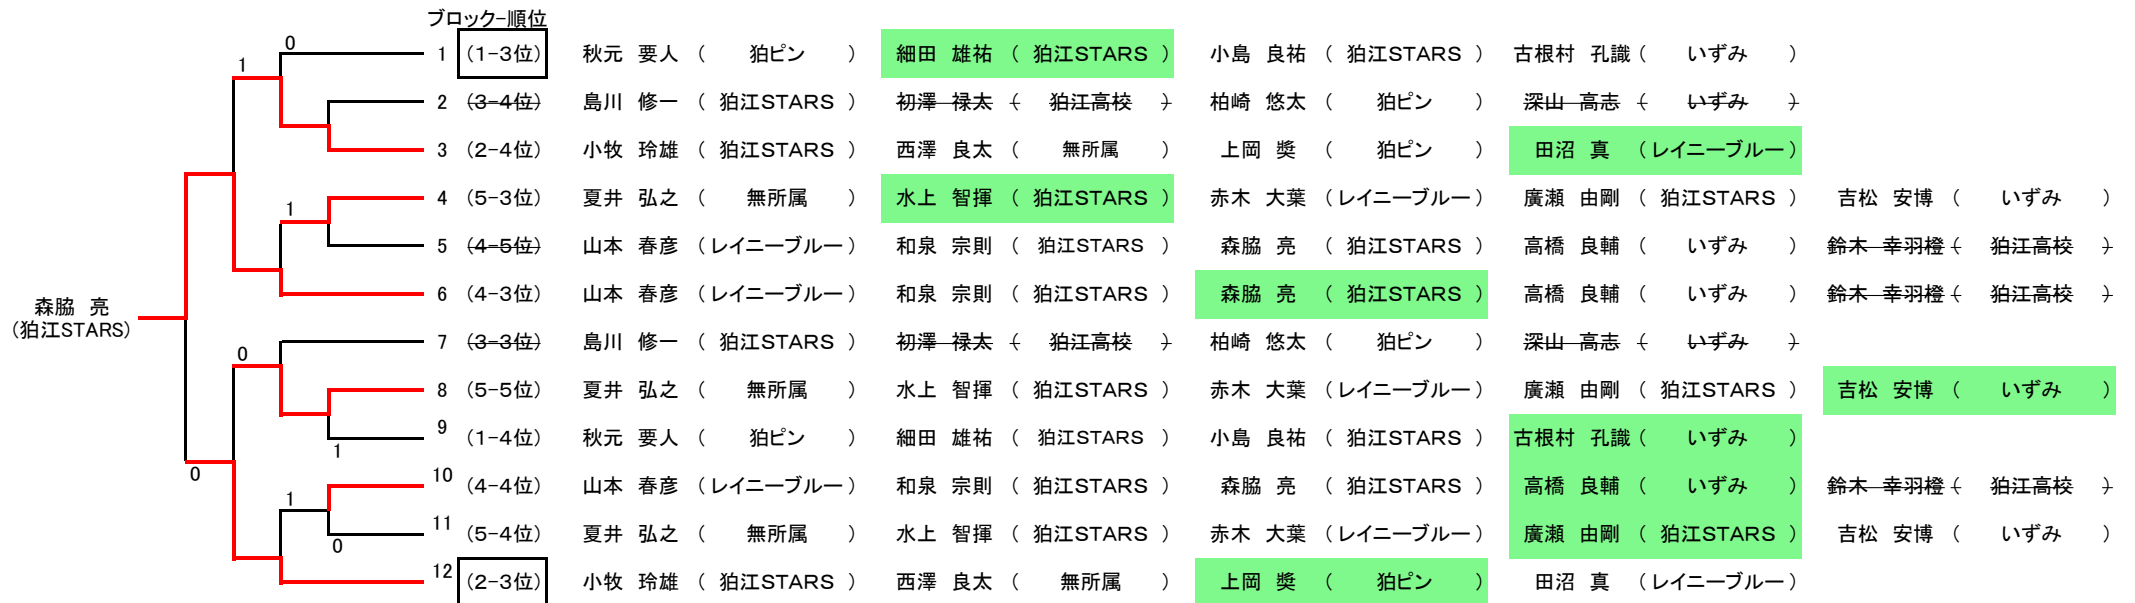 ブロック-順位
0
1 (1-3位) 秋元 要人 ( 狛ピン ) 細田 雄祐 ( 狛江STARS ) 小島 良祐 ( 狛江STARS ) 古根村 孔識 ( いずみ )
1
2 (3-4位) 島川 修一 ( 狛江STARS ) 初澤 禄太 ( 狛江高校 ) 柏崎 悠太 ( 狛ピン ) 深山 高志 ( いずみ )
3 (2-4位) 小牧 玲雄 ( 狛江STARS ) 西澤 良太 ( 無所属 ) 上岡 奬 ( 狛ピン ) 田沼 真 (レイニーブルー)
4 (5-3位) 夏井 弘之 ( 無所属 ) 水上 智揮 ( 狛江STARS ) 赤木 大葉 (レイニーブルー) 廣瀬 由剛 ( 狛江STARS ) 吉松 安博 ( いずみ )
1
5 (4-5位) 山本 春彦 (レイニーブルー) 和泉 宗則 ( 狛江STARS ) 森脇 亮 ( 狛江STARS ) 高橋 良輔 ( いずみ ) 鈴木 幸羽橙 ( 狛江高校 )
6 (4-3位) 山本 春彦 (レイニーブルー) 和泉 宗則 ( 狛江STARS ) 森脇 亮 ( 狛江STARS ) 高橋 良輔 ( いずみ ) 鈴木 幸羽橙 ( 狛江高校 )
森脇 亮
(狛江STARS)
7 (3-3位) 島川 修一 ( 狛江STARS ) 初澤 禄太 ( 狛江高校 ) 柏崎 悠太 ( 狛ピン ) 深山 高志 ( いずみ )
0
8 (5-5位) 夏井 弘之 ( 無所属 ) 水上 智揮 ( 狛江STARS ) 赤木 大葉 (レイニーブルー) 廣瀬 由剛 ( 狛江STARS ) 吉松 安博 ( いずみ )
9 (1-4位) 秋元 要人 ( 狛ピン ) 細田 雄祐 ( 狛江STARS ) 小島 良祐 ( 狛江STARS ) 古根村 孔識 ( いずみ )
1
0
10 (4-4位) 山本 春彦 (レイニーブルー) 和泉 宗則 ( 狛江STARS ) 森脇 亮 ( 狛江STARS ) 高橋 良輔 ( いずみ ) 鈴木 幸羽橙 ( 狛江高校 )
1
11 (5-4位) 夏井 弘之 ( 無所属 ) 水上 智揮 ( 狛江STARS ) 赤木 大葉 (レイニーブルー) 廣瀬 由剛 ( 狛江STARS ) 吉松 安博 ( いずみ )
0
12 (2-3位) 小牧 玲雄 ( 狛江STARS ) 西澤 良太 ( 無所属 ) 上岡 奬 ( 狛ピン ) 田沼 真 (レイニーブルー)